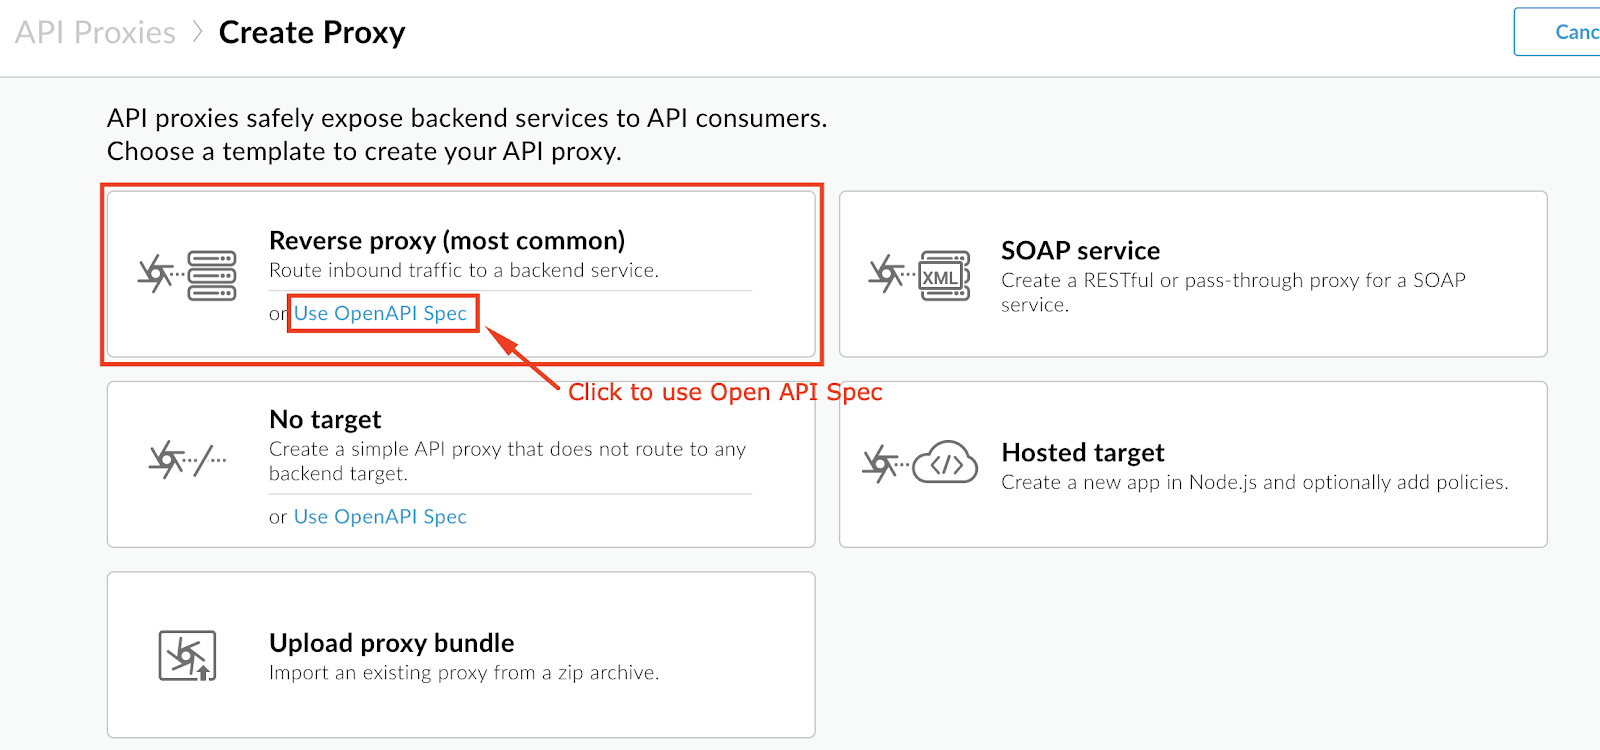 API Proxies > Create Proxy
Canc
API proxies safely expose backend services to API consumers.
Choose a template to create your API proxy.
Reverse proxy (most common)
Route inbound traffic to a backend service.
or Use OpenAPI Spec
Click to use Open API Spec
SOAP service
Create a RESTful or pass-through proxy for a SOAP
service.
XML
No target
Create a simple API proxy that does not route to any
backend target.
or Use OpenAPI Spec
Hosted target
Create a new app in Node.js and optionally add policies.
</>
Upload proxy bundle
Import an existing proxy from a zip archive.